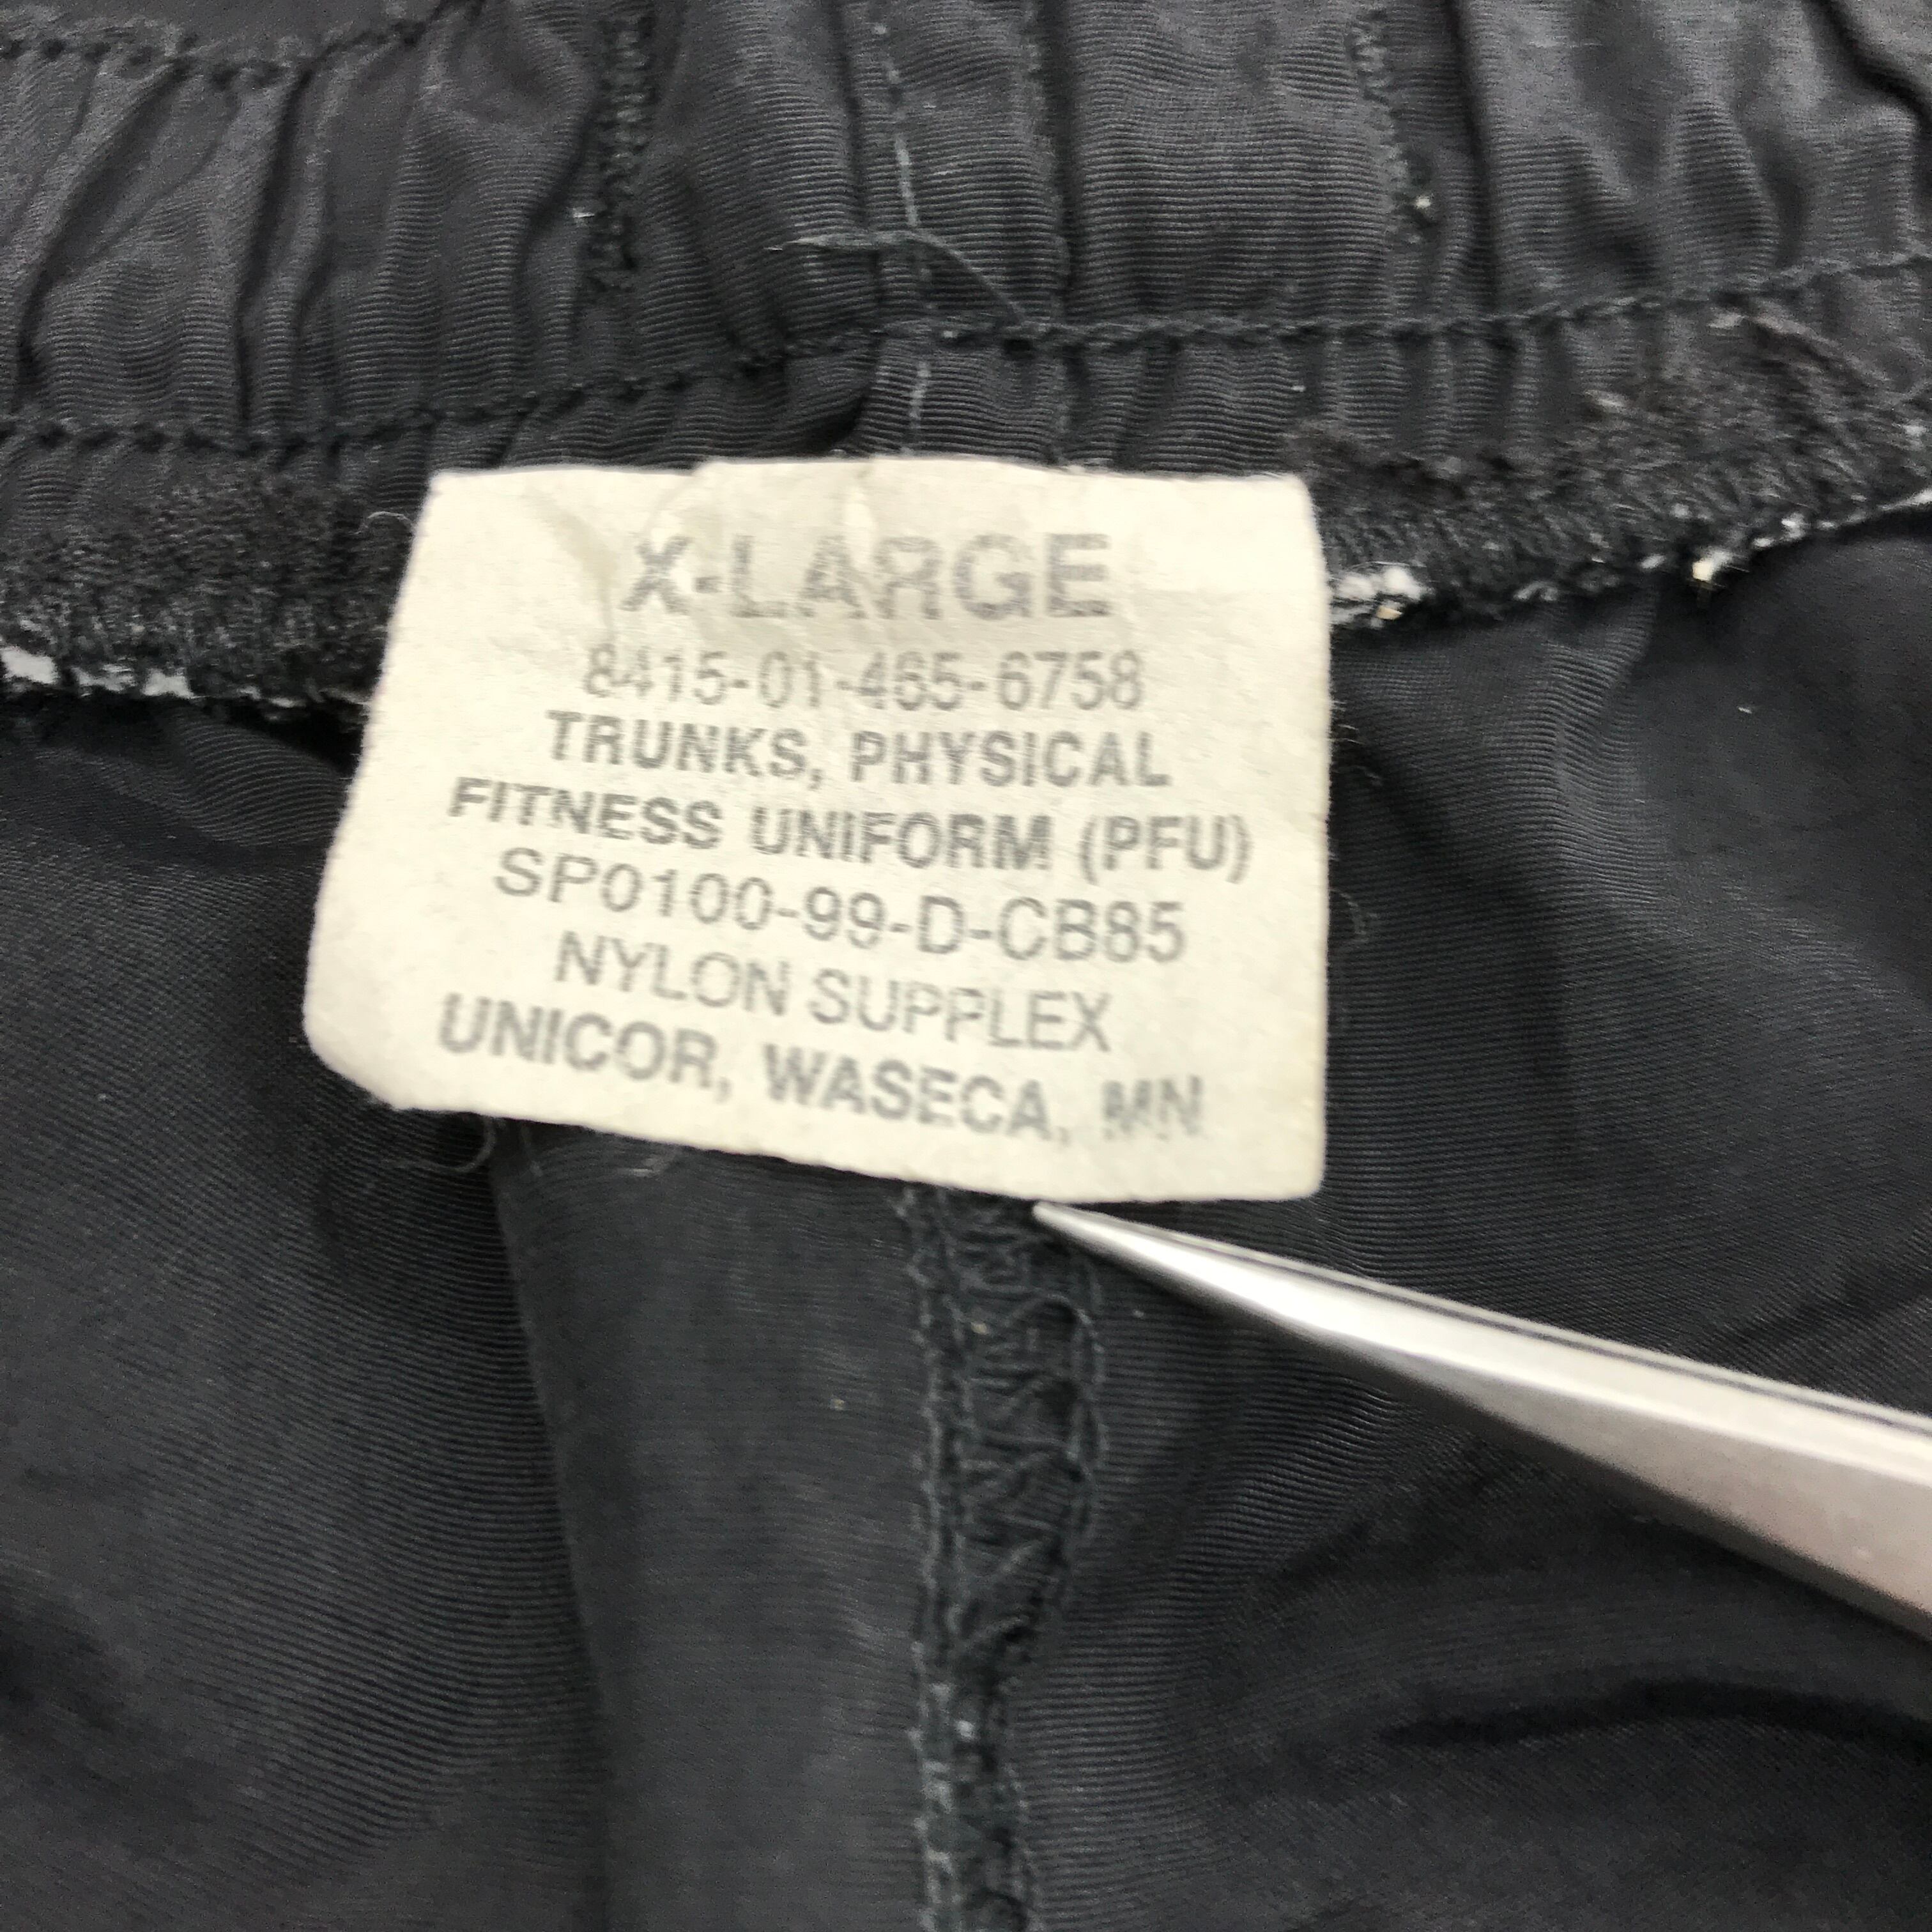 X-LARGE
8415-01-465-6758
TRUNKS, PHYSICAL
FITNESS UNIFORM (PFU)
SP0100-99-D-CB85
NYLON SUPPLEX
UNICOR, WASECA, MN